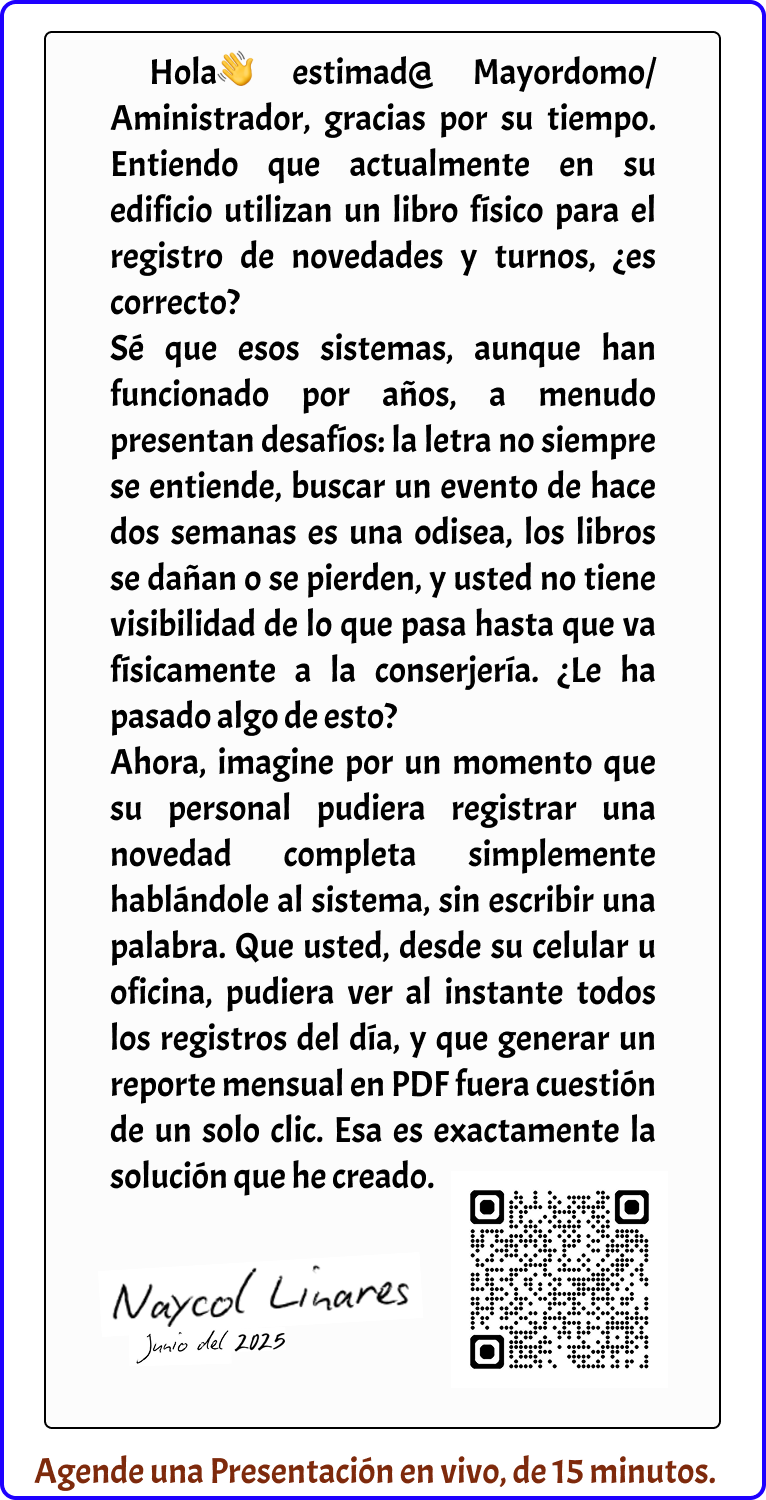 Hola👋 estimad@ Mayordomo/
Aministrador, gracias por su tiempo.
Entiendo que actualmente en su
edificio utilizan un libro físico para el
registro de novedades y turnos, ¿es
correcto?
Sé que esos sistemas, aunque han
funcionado por años, a menudo
presentan desafíos: la letra no siempre
se entiende, buscar un evento de hace
dos semanas es una odisea, los libros
se dañan o se pierden, y usted no tiene
visibilidad de lo que pasa hasta que va
físicamente a la conserjería. ¿Le ha
pasado algo de esto?
Ahora, imagine por un momento que
su personal pudiera registrar una
novedad completa simplemente
hablándole al sistema, sin escribir una
palabra. Que usted, desde su celular u
oficina, pudiera ver al instante todos
los registros del día, y que generar un
reporte mensual en PDF fuera cuestión
de un solo clic. Esa es exactamente la
solución que he creado.
Naycol Linares
Junio del 2025
Agende una Presentación en vivo, de 15 minutos.